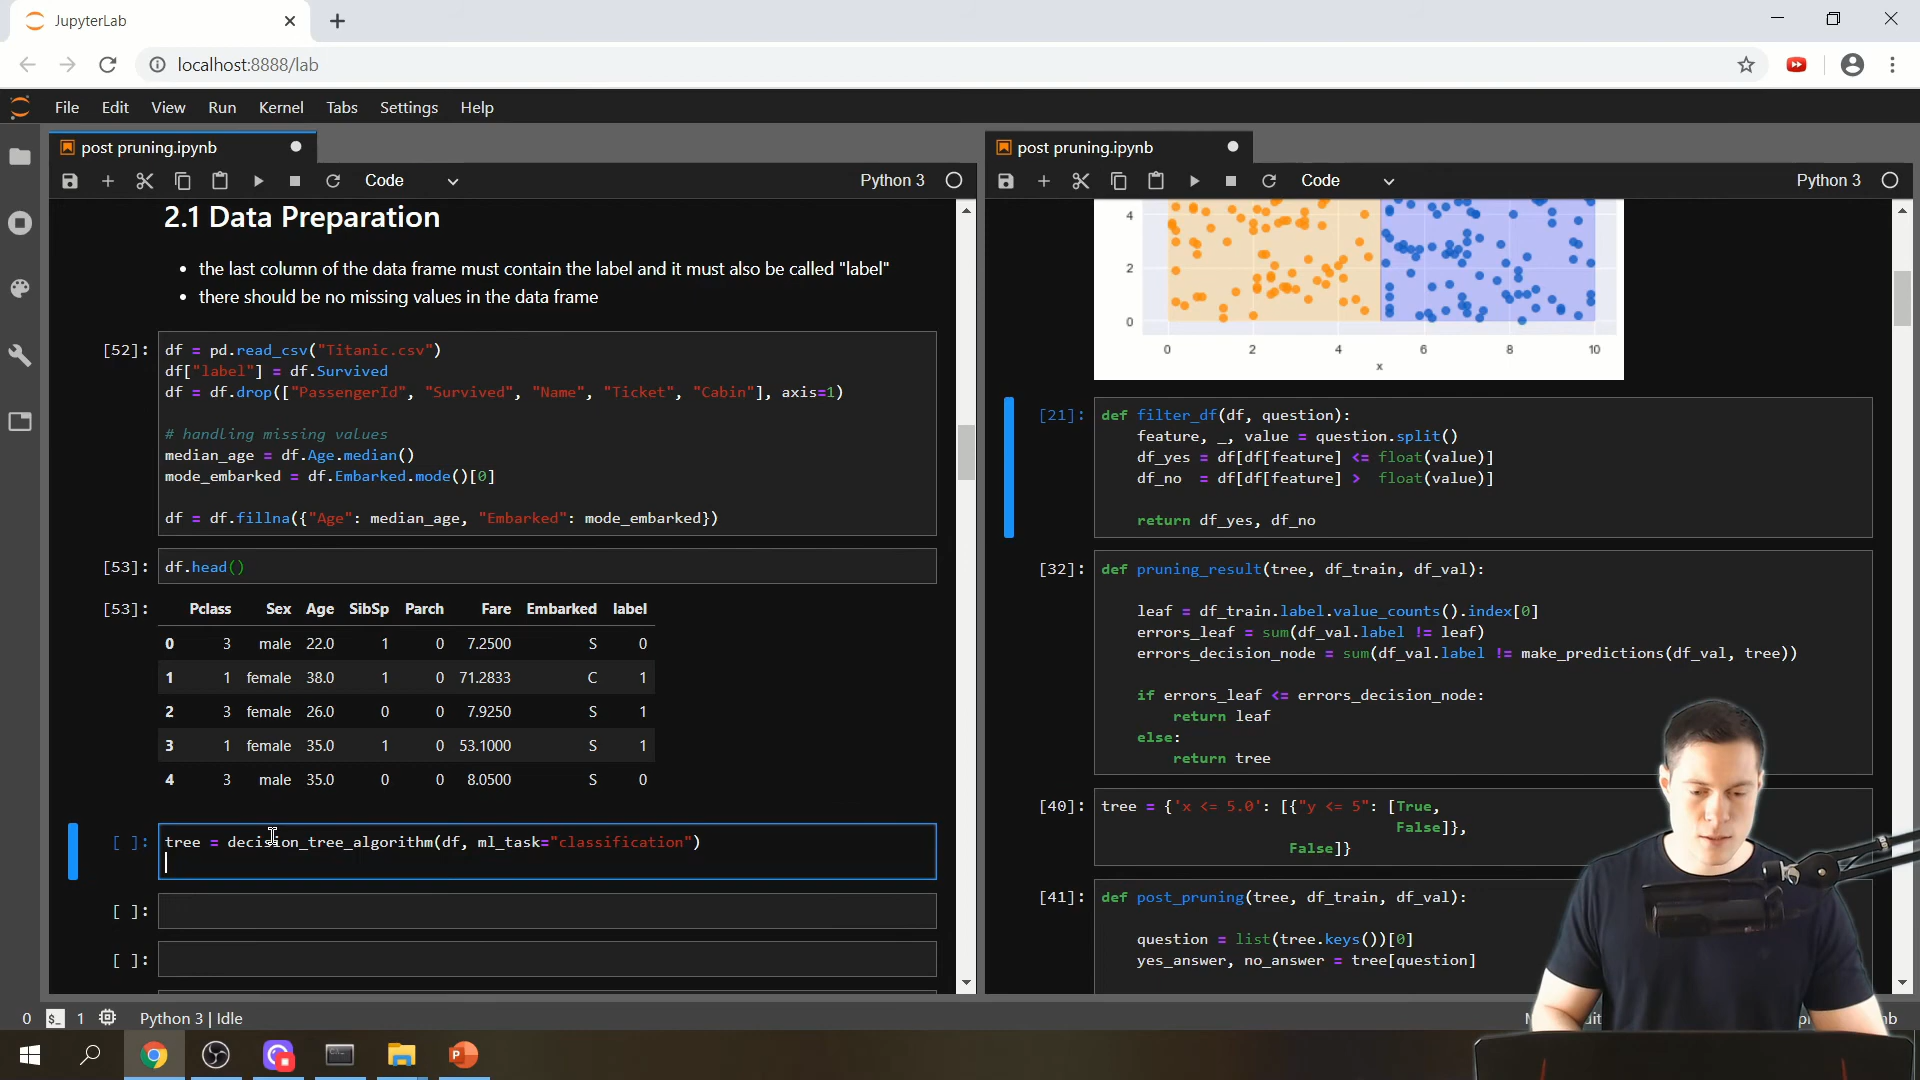 JupyterLab
localhost:8888/lab
File Edit View Run Kernel Tabs Settings Help
post pruning.ipynb
Code
Python 3
2.1 Data Preparation
• the last column of the data frame must contain the label and it must also be called "label"
• there should be no missing values in the data frame
[52]: df = pd.read_csv("Titanic.csv")
df["label"] = df.Survived
df = df.drop(["PassengerId", "Survived", "Name", "Ticket", "Cabin"], axis=1)
# handling missing values
median_age = df.Age.median()
mode_embarked = df.Embarked.mode()[0]
df = df.fillna({"Age": median_age, "Embarked": mode_embarked})
[53]: df.head()
[53]: Pclass Sex Age SibSp Parch Fare Embarked label
0 3 male 22.0 1 0 7.2500 S 0
1 1 female 38.0 1 0 71.2833 C 1
2 3 female 26.0 0 0 7.9250 S 1
3 1 female 35.0 1 0 53.1000 S 1
4 3 male 35.0 0 0 8.0500 S 0
[ ]: tree = decision_tree_algorithm(df, ml_task="classification")
[ ]:
[ ]:
post pruning.ipynb
Code
Python 3
4
2
0
0 2 4 6 8 10
x
[21]: def filter_df(df, question):
feature, _, value = question.split()
df_yes = df[df[feature] <= float(value)]
df_no  = df[df[feature] >  float(value)]
return df_yes, df_no
[32]: def pruning_result(tree, df_train, df_val):
leaf = df_train.label.value_counts().index[0]
errors_leaf = sum(df_val.label != leaf)
errors_decision_node = sum(df_val.label != make_predictions(df_val, tree))
if errors_leaf <= errors_decision_node:
return leaf
else:
return tree
[40]: tree = {'x <= 5.0': [{"y <= 5": [True,
False]},
False]}
[41]: def post_pruning(tree, df_train, df_val):
question = list(tree.keys())[0]
yes_answer, no_answer = tree[question]
0 $_ 1 Python 3 | Idle